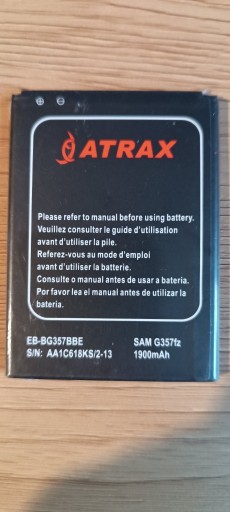 ATRAX
Please refer to manual before using battery.
Veuillez consulter le guide d'utilisation
avant d'utiliser la pile.
Referez-vous au mode d'emploi
avant d'utiliser la batterie.
Consulte o manual antes de usar a bateria.
Por favor lea el manual antes de utilizar la
bateria.
EB-BG357BBE
SAM G357fz
S/N: AA1C618KS/2-13
1900mAh